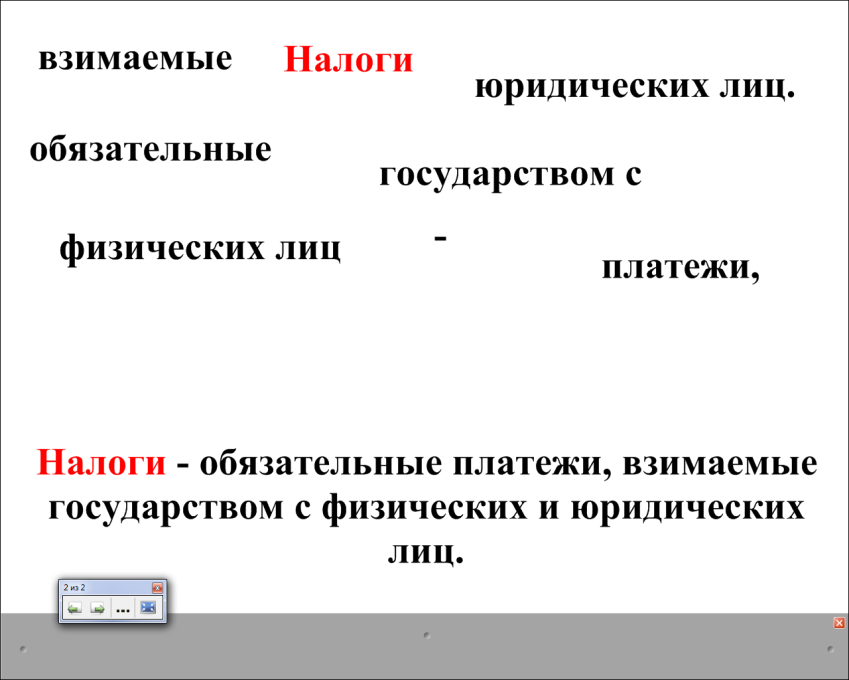 взимаемые
Налоги
юридических лиц.
обязательные
государством с
физических лиц
-
платежи,
Налоги - обязательные платежи, взимаемые
государством с физических и юридических
лиц.
2 из 2
...